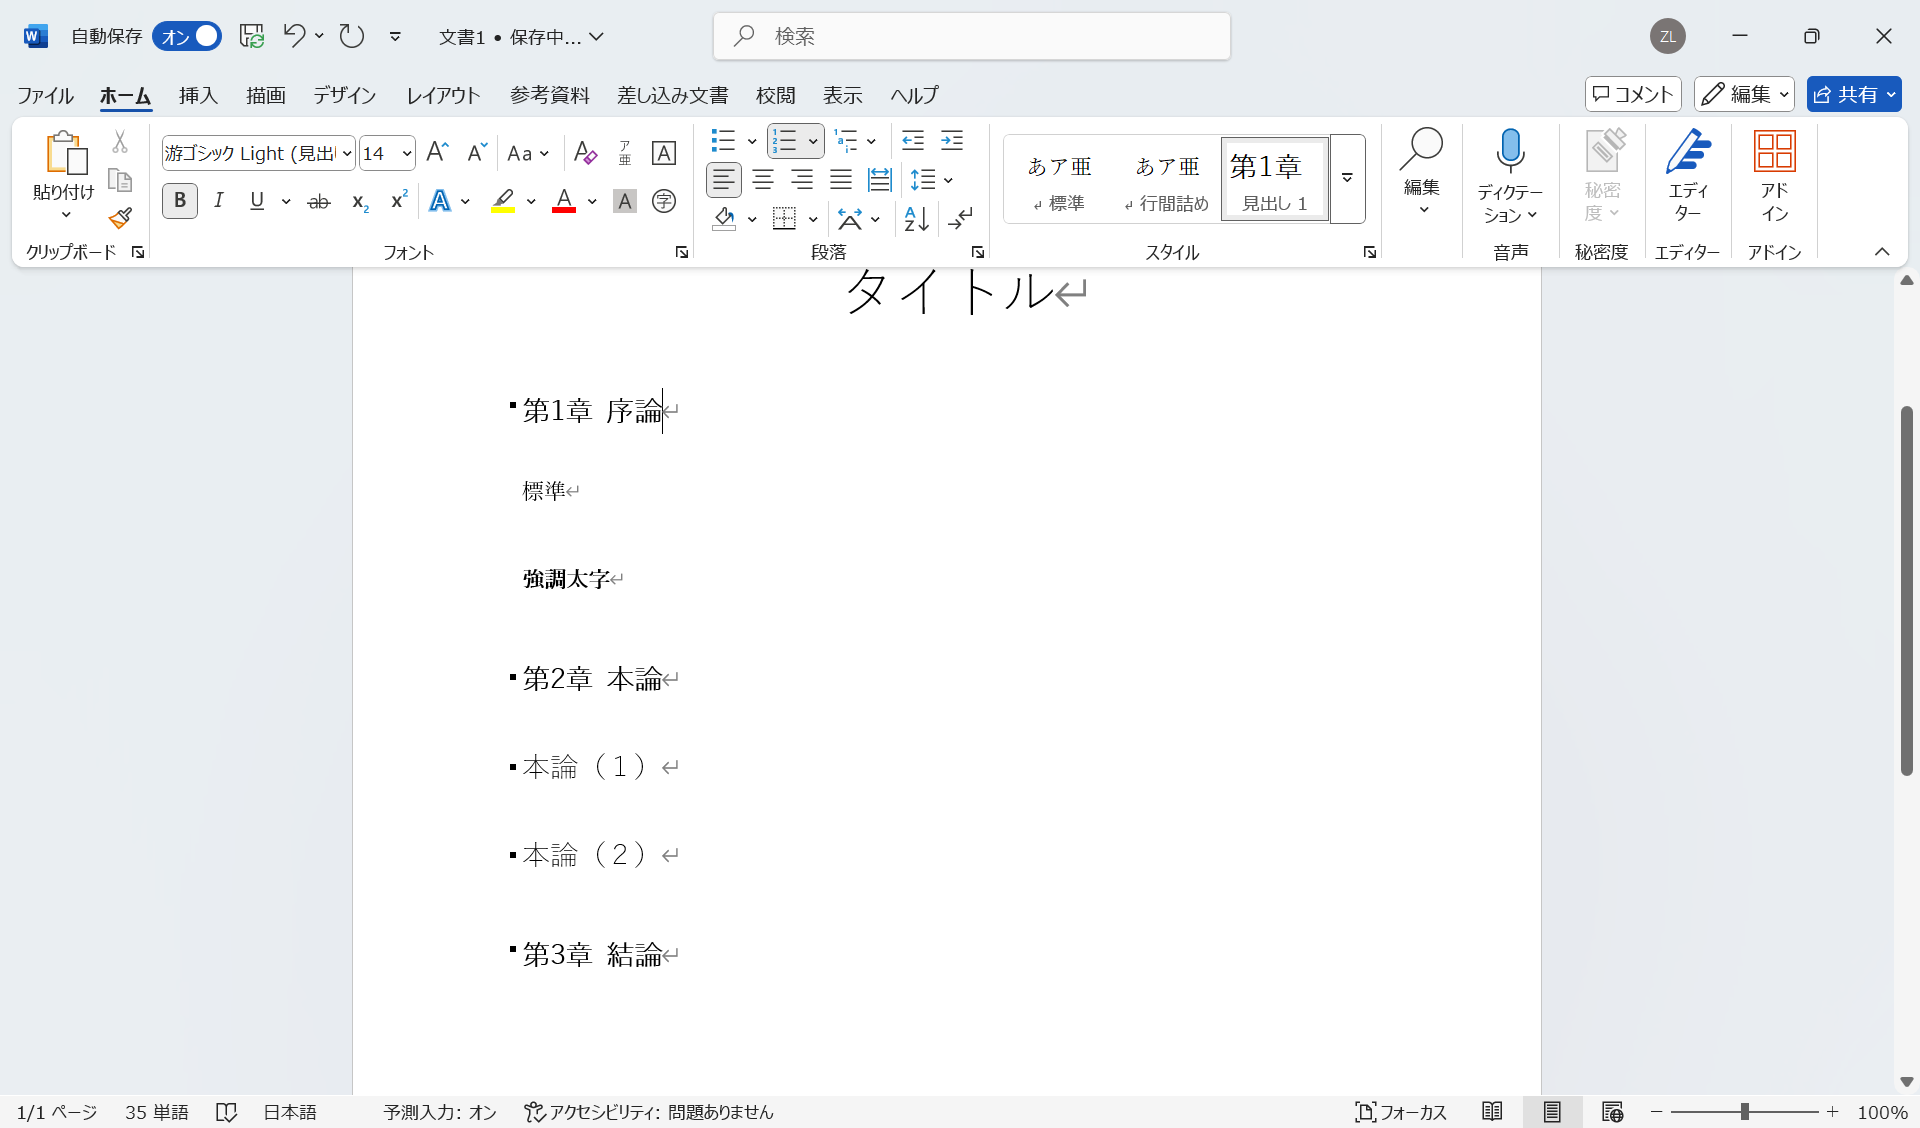 自動保存 オン 文書1 • 保存中... 検索 ZL
ファイル ホーム 挿入 描画 デザイン レイアウト 参考資料 差し込み文書 校閲 表示 ヘルプ コメント 編集 共有
貼り付け
クリップボード
游ゴシック Light (見出し 14 Aa
B I U ab x₂ x² A A A 字
フォント
段落
あア亜 あア亜 第1章
↲ 標準 ↲ 行間詰め 見出し 1
スタイル
編集
ディクテー
ション
音声
秘密
度
秘密度
エディ
ター
エディター
アド
イン
アドイン
タイトル↵
第1章 序論↵
標準↵
強調太字↵
第2章 本論↵
本論（１）↵
本論（２）↵
第3章 結論↵
1/1 ページ 35 単語 日本語 予測入力: オン アクセシビリティ: 問題ありません フォーカス 100%